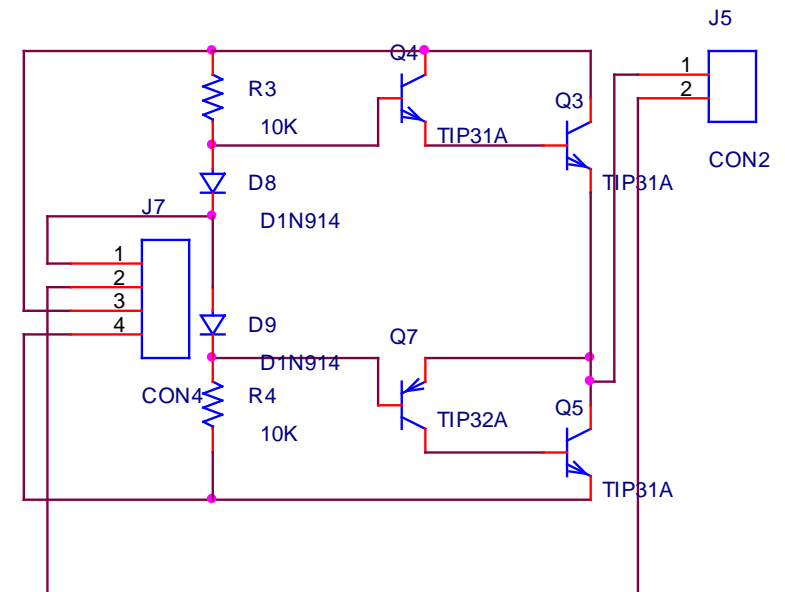 J5
Q4
1
R3
2
Q3
10K
TIP31A
CON2
D8
TIP31A
J7
D1N914
1
2
3
4
D9
Q7
D1N914
CON4
R4
Q5
TIP32A
10K
TIP31A